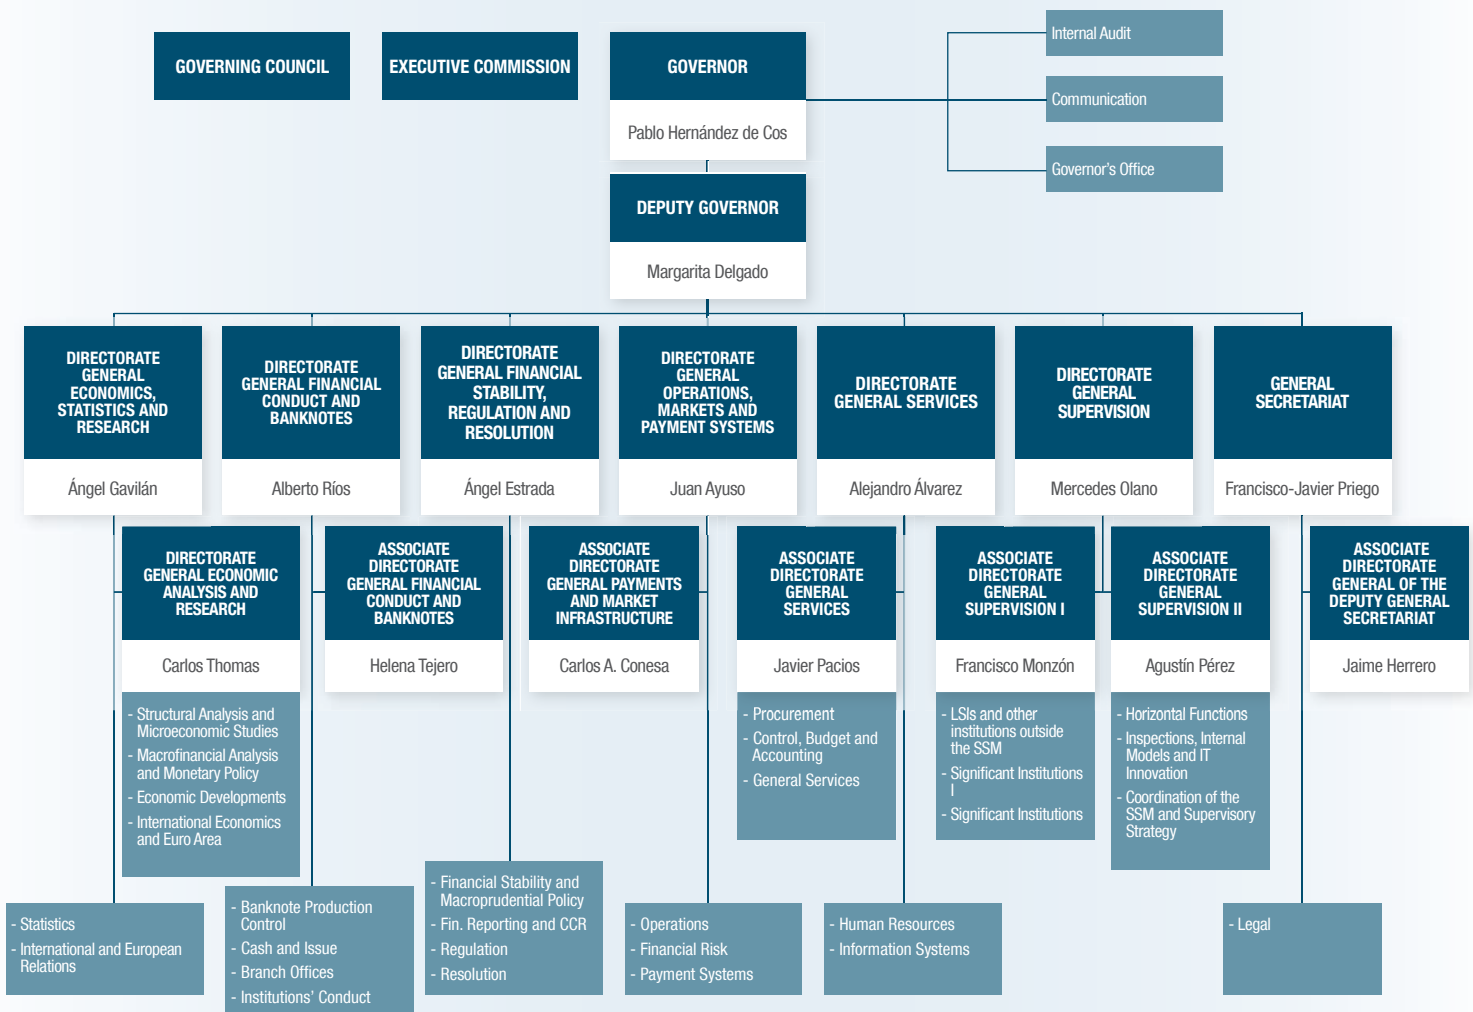 Internal Audit
GOVERNING COUNCIL
EXECUTIVE COMMISSION
GOVERNOR
Communication
Pablo Hernández de Cos
Governor's Office
DEPUTY GOVERNOR
Margarita Delgado
DIRECTORATE
GENERAL
ECONOMICS,
STATISTICS AND
RESEARCH
Ángel Gavilán
DIRECTORATE
GENERAL FINANCIAL
CONDUCT AND
BANKNOTES
Alberto Ríos
DIRECTORATE
GENERAL FINANCIAL
STABILITY,
REGULATION AND
RESOLUTION
Ángel Estrada
DIRECTORATE
GENERAL
OPERATIONS,
MARKETS AND
PAYMENT SYSTEMS
Juan Ayuso
DIRECTORATE
GENERAL SERVICES
Alejandro Álvarez
DIRECTORATE
GENERAL
SUPERVISION
Mercedes Olano
GENERAL
SECRETARIAT
Francisco-Javier Priego
DIRECTORATE
GENERAL ECONOMIC
ANALYSIS AND
RESEARCH
Carlos Thomas
- Structural Analysis and
Microeconomic Studies
- Macrofinancial Analysis
and Monetary Policy
- Economic Developments
- International Economics
and Euro Area
ASSOCIATE
DIRECTORATE
GENERAL FINANCIAL
CONDUCT AND
BANKNOTES
Helena Tejero
ASSOCIATE
DIRECTORATE
GENERAL PAYMENTS
AND MARKET
INFRASTRUCTURE
Carlos A. Conesa
ASSOCIATE
DIRECTORATE
GENERAL
SERVICES
Javier Pacios
- Procurement
- Control, Budget and
Accounting
- General Services
ASSOCIATE
DIRECTORATE
GENERAL
SUPERVISION I
Francisco Monzón
- LSIs and other
institutions outside
the SSM
- Significant Institutions
I
- Significant Institutions
ASSOCIATE
DIRECTORATE
GENERAL
SUPERVISION II
Agustín Pérez
- Horizontal Functions
- Inspections, Internal
Models and IT
Innovation
- Coordination of the
SSM and Supervisory
Strategy
ASSOCIATE
DIRECTORATE
GENERAL OF THE
DEPUTY GENERAL
SECRETARIAT
Jaime Herrero
- Statistics
- International and European
Relations
- Banknote Production
Control
- Cash and Issue
- Branch Offices
- Institutions' Conduct
- Financial Stability and
Macroprudential Policy
- Fin. Reporting and CCR
- Regulation
- Resolution
- Operations
- Financial Risk
- Payment Systems
- Human Resources
- Information Systems
- Legal